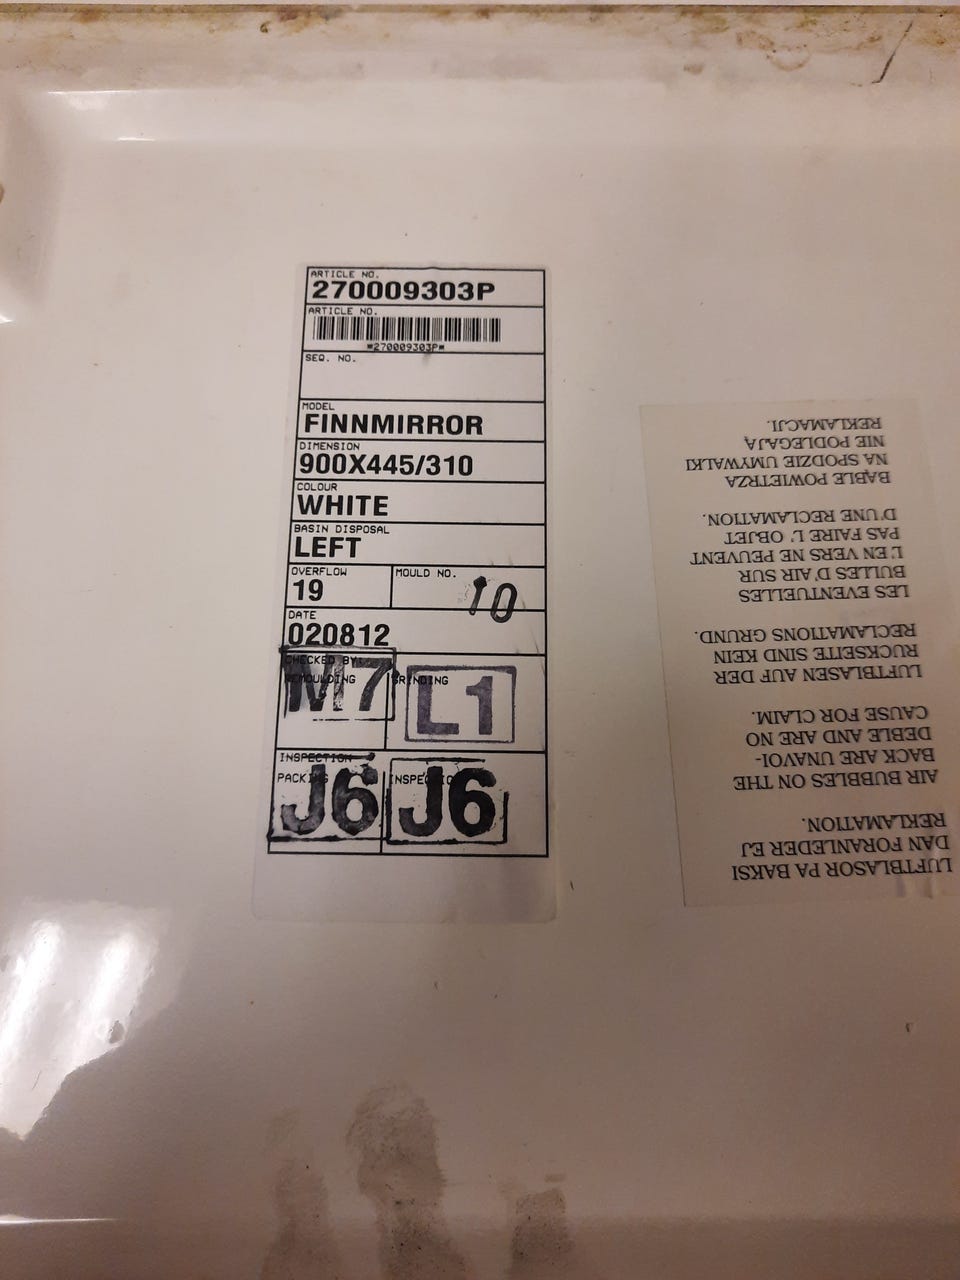 ARTICLE NO.
270009303P
ARTICLE NO.
*270009303P*
SEQ. NO.
MODEL
FINNMIRROR
DIMENSION
900X445/310
COLOUR
WHITE
BASIN DISPOSAL
LEFT
OVERFLOW
19
MOULD NO.
10
DATE
020812
CHECKED BY:
REMOULDING
M7
GRINDING
L1
INSPECTION
PACKING
J6
INSPECTION
J6
LUFTBLASOR PA BAKSI
DAN FORANLEDER EJ
REKLAMATION.
AIR BUBBLES ON THE
BACK ARE UNAVOI-
DEBLE AND ARE NO
CAUSE FOR CLAIM.
LUFTBLASEN AUF DER
RUCKSEITE SIND KEIN
RECLAMATIONS GRUND.
LES EVENTUELLES
BULLES D'AIR SUR
L'EN VERS NE PEUVENT
PAS FAIRE L' OBJET
D'UNE RECLAMATION.
BĄBLE POWIETRZA
NA SPODZIE UMYWALKI
NIE PODLEGAJĄ
REKLAMACJI.